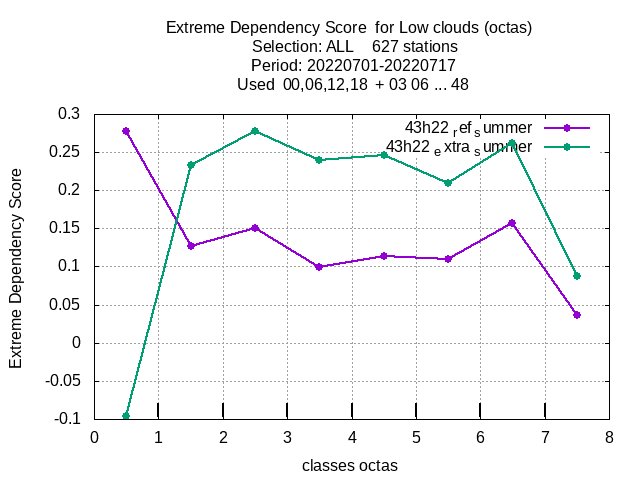 Extreme Dependency Score  for Low clouds (octas)
Selection: ALL    627 stations
Period: 20220701-20220717
Used  00,06,12,18  + 03 06 ... 48
43h22 ref summer
43h22 extra summer
0.3
0.25
0.2
0.15
0.1
0.05
0
-0.05
-0.1
Extreme Dependency Score
0 1 2 3 4 5 6 7 8
classes octas